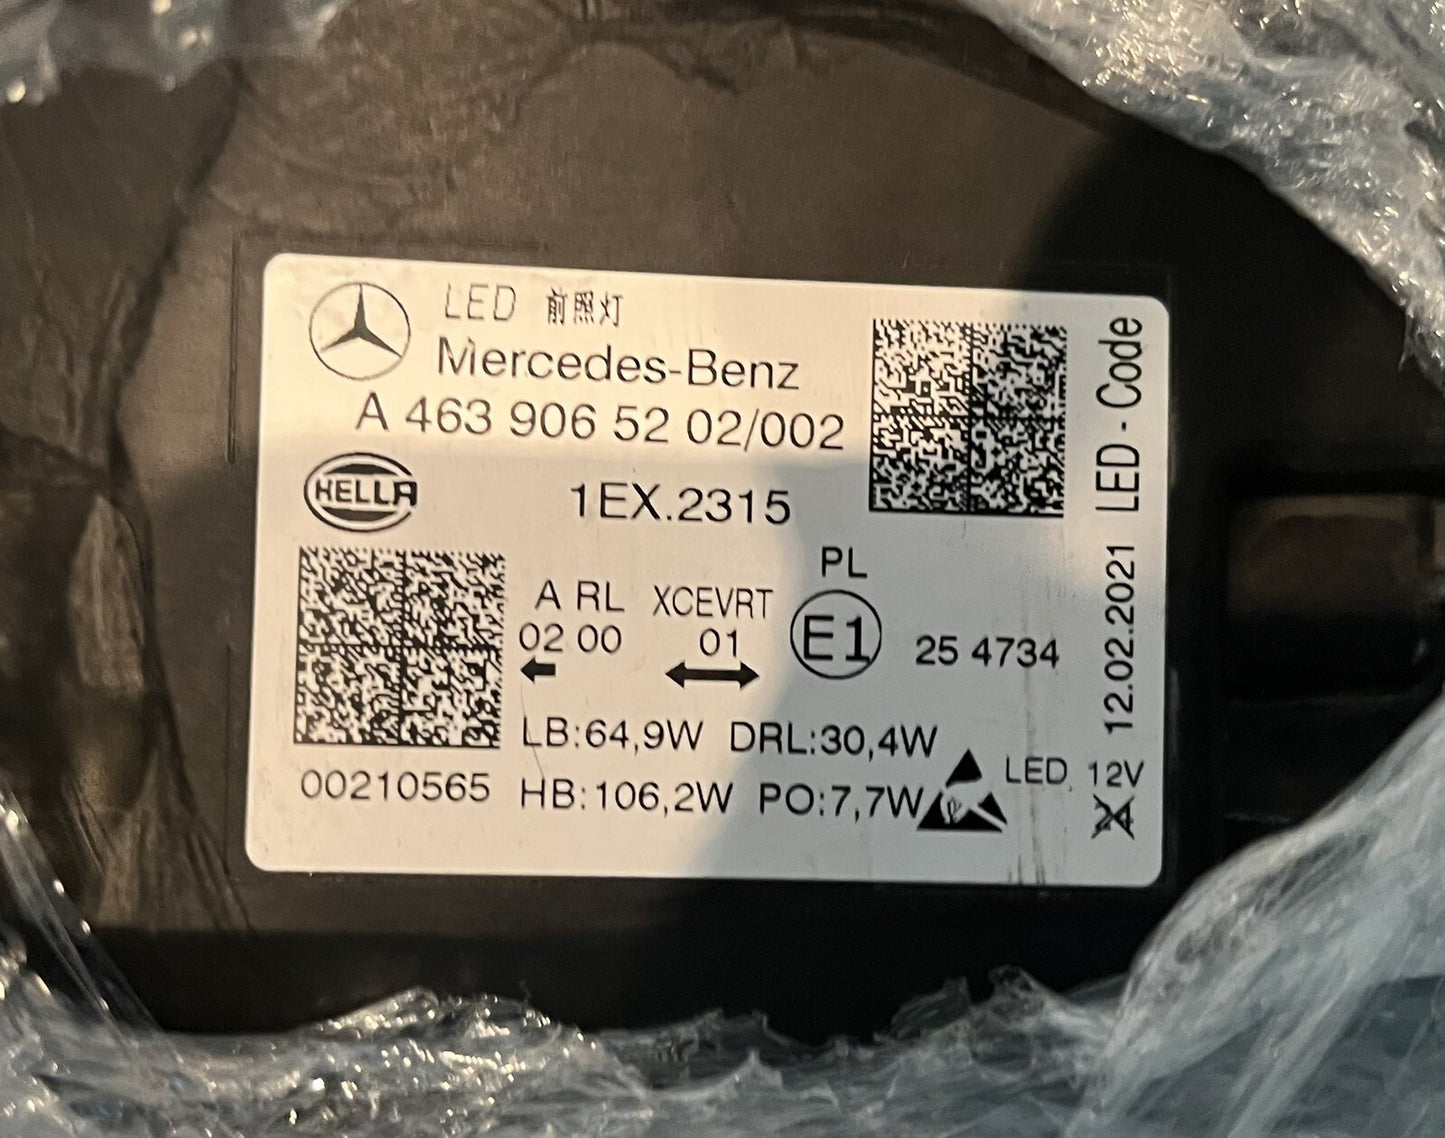 LED 前照灯
Mercedes-Benz
A 463 906 52 02/002
HELLA
1EX.2315
PL
A RL XCEVRT
02 00 01
E1
25 4734
LB:64,9W DRL:30,4W
00210565 HB:106,2W PO:7,7W
LED 12V
12.02.2021 LED - Code